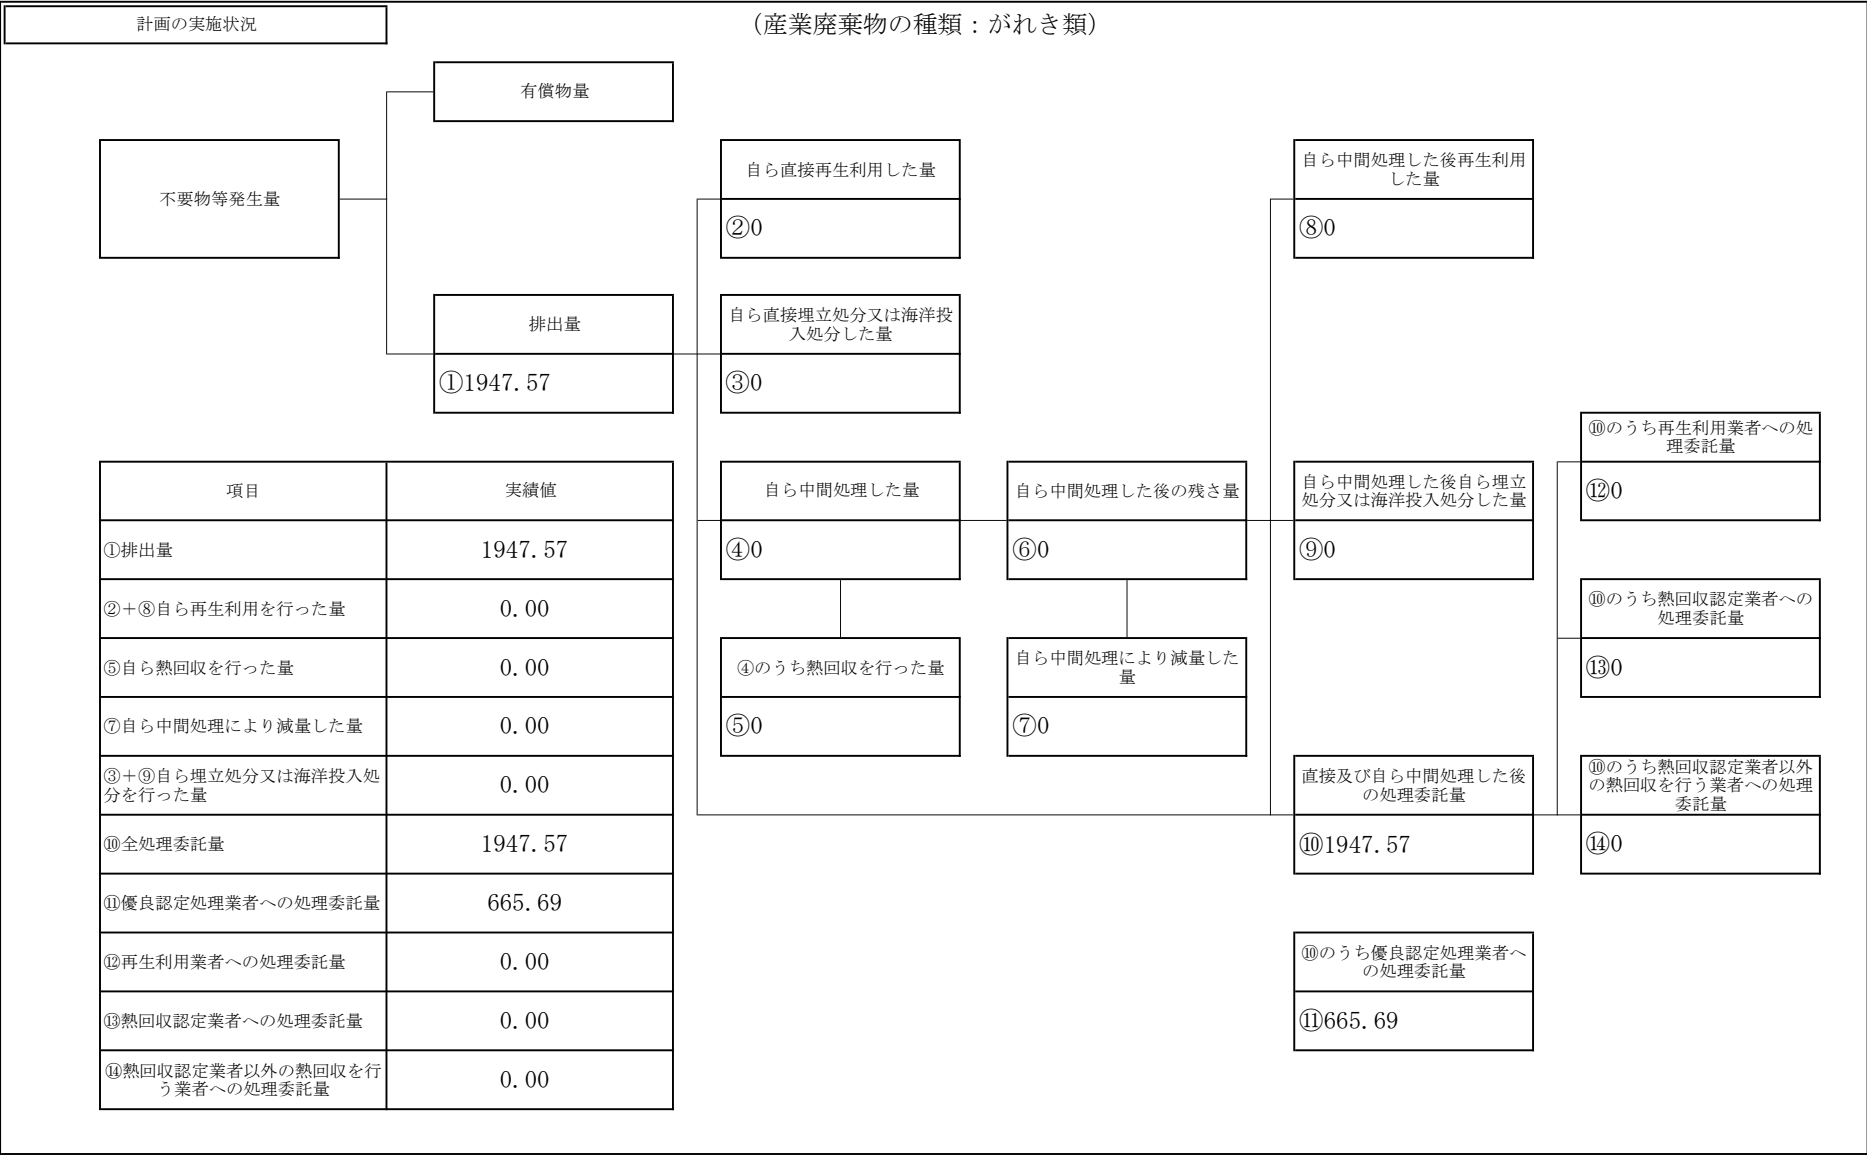 計画の実施状況
（産業廃棄物の種類：がれき類）
有償物量
不要物等発生量
自ら直接再生利用した量
②0
自ら中間処理した後再生利用
した量
⑧0
排出量
①1947.57
自ら直接埋立処分又は海洋投
入処分した量
③0
⑩のうち再生利用業者への処
理委託量
⑫0
自ら中間処理した量
④0
自ら中間処理した後の残さ量
⑥0
自ら中間処理した後自ら埋立
処分又は海洋投入処分した量
⑨0
⑩のうち熱回収認定業者への
処理委託量
⑬0
④のうち熱回収を行った量
⑤0
自ら中間処理により減量した
量
⑦0
直接及び自ら中間処理した後
の処理委託量
⑩1947.57
⑩のうち熱回収認定業者以外
の熱回収を行う業者への処理
委託量
⑭0
⑩のうち優良認定処理業者へ
の処理委託量
⑪665.69
項目 実績値
①排出量 1947.57
②＋⑧自ら再生利用を行った量 0.00
⑤自ら熱回収を行った量 0.00
⑦自ら中間処理により減量した量 0.00
③＋⑨自ら埋立処分又は海洋投入処
分を行った量 0.00
⑩全処理委託量 1947.57
⑪優良認定処理業者への処理委託量 665.69
⑫再生利用業者への処理委託量 0.00
⑬熱回収認定業者への処理委託量 0.00
⑭熱回収認定業者以外の熱回収を行
う業者への処理委託量 0.00